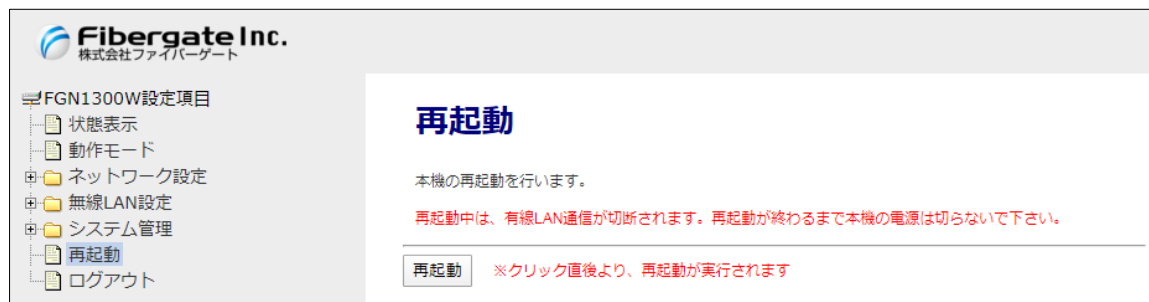 Fibergate Inc.
株式会社ファイバーゲート
FGN1300W設定項目
状態表示
動作モード
ネットワーク設定
無線LAN設定
システム管理
再起動
ログアウト
再起動
本機の再起動を行います。
再起動中は、有線LAN通信が切断されます。再起動が終わるまで本機の電源は切らないで下さい。
再起動 ※クリック直後より、再起動が実行されます